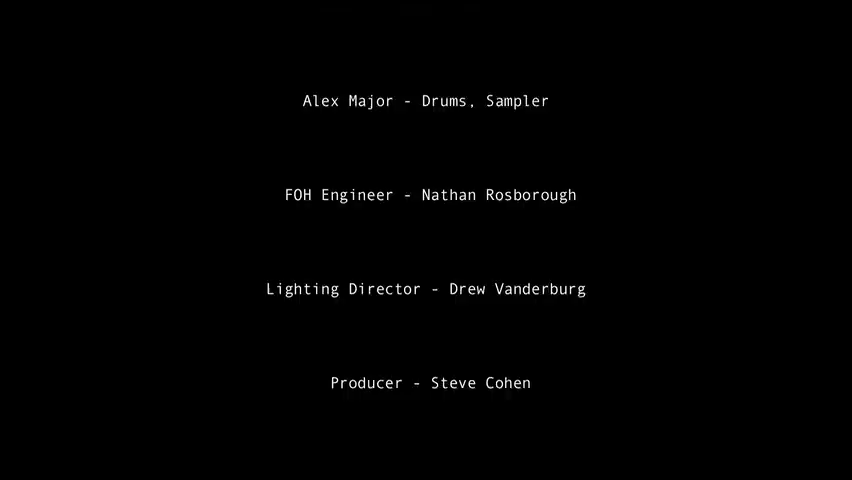 Alex Major - Drums, Sampler
FOH Engineer - Nathan Rosborough
Lighting Director - Drew Vanderburg
Producer - Steve Cohen